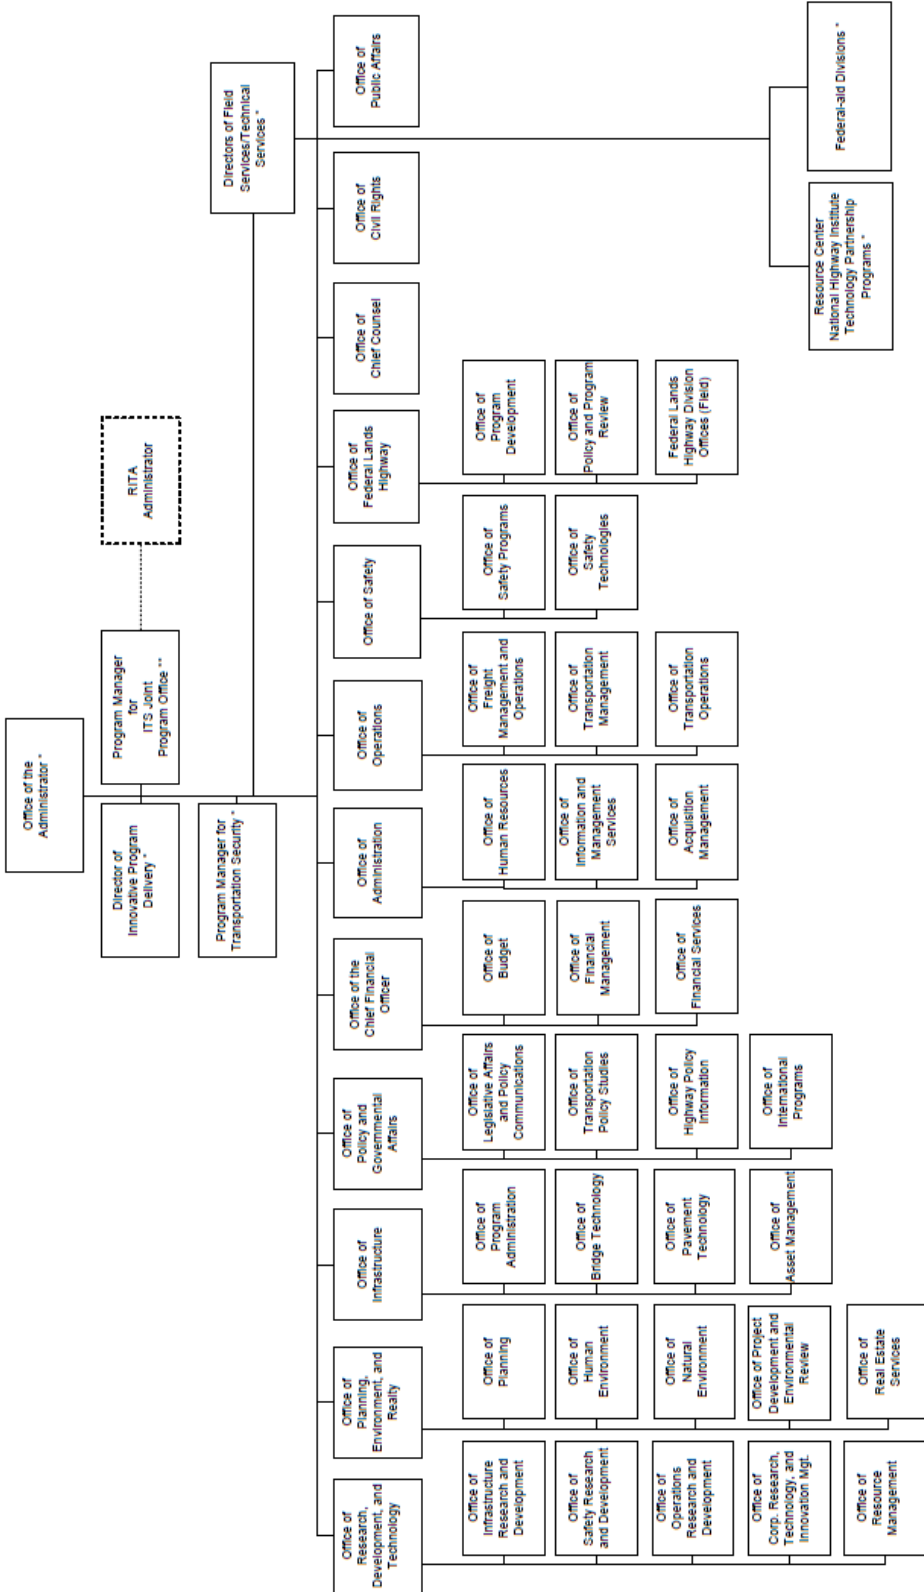 Office of the
Administrator *
Director of
Innovative Program
Delivery *
Program Manager
for
ITS Joint
Program Office **
RITA
Administrator
Program Manager for
Transportation Security *
Directors of Field
Services/Technical
Services *
Office of
Research,
Development, and
Technology
Office of
Planning,
Environment, and
Realty
Office of
Infrastructure
Office of
Policy and
Governmental
Affairs
Office of the
Chief Financial
Officer
Office of
Administration
Office of
Operations
Office of Safety
Office of
Federal Lands
Highway
Office of
Chief Counsel
Office of
Civil Rights
Office of
Public Affairs
Office of
Infrastructure
Research and
Development
Office of
Safety Research
and Development
Office of
Operations
Research and
Development
Office of
Corp. Research,
Technology, and
Innovation Mgt.
Office of
Resource
Management
Office of
Planning
Office of
Human
Environment
Office of
Natural
Environment
Office of Project
Development and
Environmental
Review
Office of
Real Estate
Services
Office of
Program
Administration
Office of
Bridge Technology
Office of
Pavement
Technology
Office of
Asset Management
Office of
Legislative Affairs
and Policy
Communications
Office of
Transportation
Policy Studies
Office of
Highway Policy
Information
Office of
International
Programs
Office of
Budget
Office of
Financial
Management
Office of
Financial Services
Office of
Human Resources
Office of
Information and
Management
Services
Office of
Acquisition
Management
Office of
Freight
Management and
Operations
Office of
Transportation
Management
Office of
Transportation
Operations
Office of
Safety Programs
Office of
Safety
Technologies
Office of
Program
Development
Office of
Policy and Program
Review
Federal Lands
Highway Division
Offices (Field)
Resource Center
National Highway Institute
Technology Partnership
Programs *
Federal-aid Divisions *